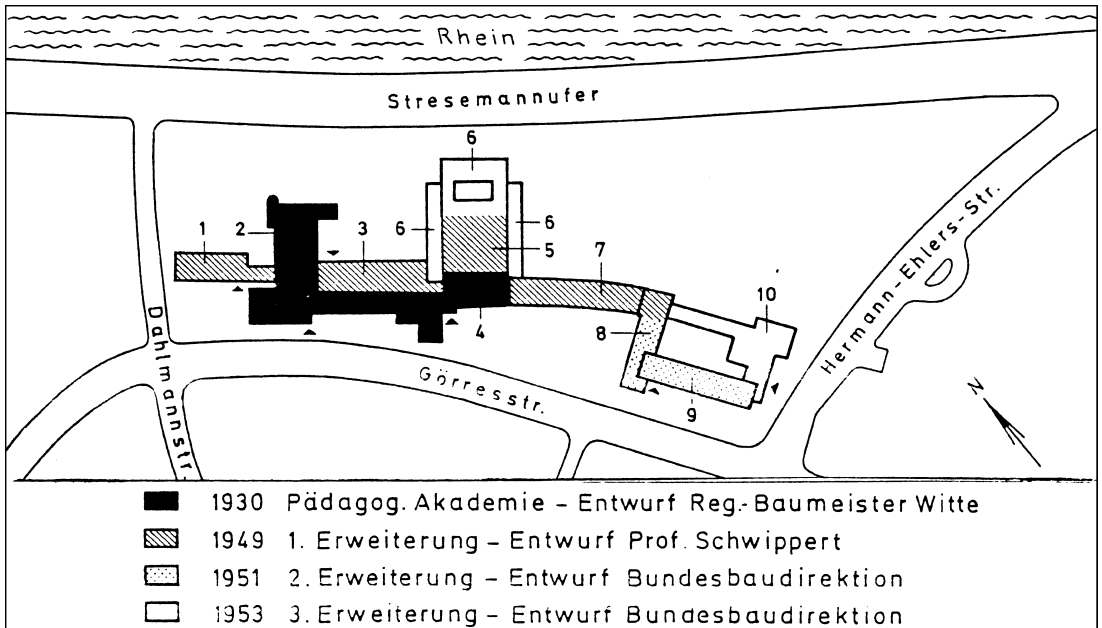 Rhein
Stresemannufer
6
1
2
3
6
6
5
7
4
8
10
9
Dahlmannstr.
Görresstr.
Hermann-Ehlers-Str.
N
1930 Pädagog. Akademie – Entwurf Reg.-Baumeister Witte
1949 1. Erweiterung – Entwurf Prof. Schwippert
1951 2. Erweiterung – Entwurf Bundesbaudirektion
1953 3. Erweiterung – Entwurf Bundesbaudirektion